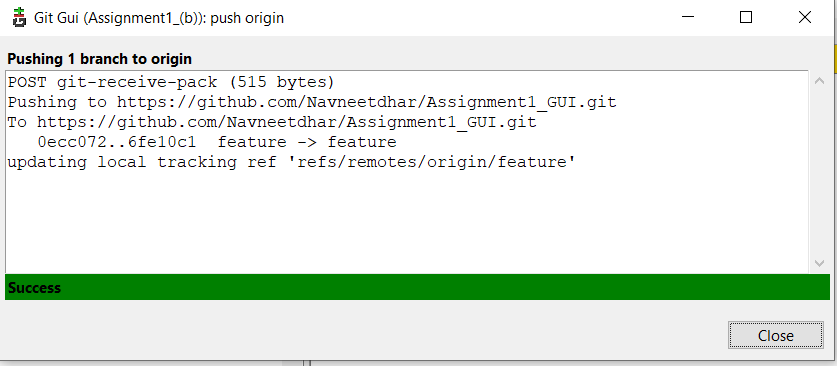 Git Gui (Assignment1_(b)): push origin
Pushing 1 branch to origin
POST git-receive-pack (515 bytes)
Pushing to https://github.com/Navneetdhar/Assignment1_GUI.git
To https://github.com/Navneetdhar/Assignment1_GUI.git
   0ecc072..6fe10c1  feature -> feature
updating local tracking ref 'refs/remotes/origin/feature'
Success
Close